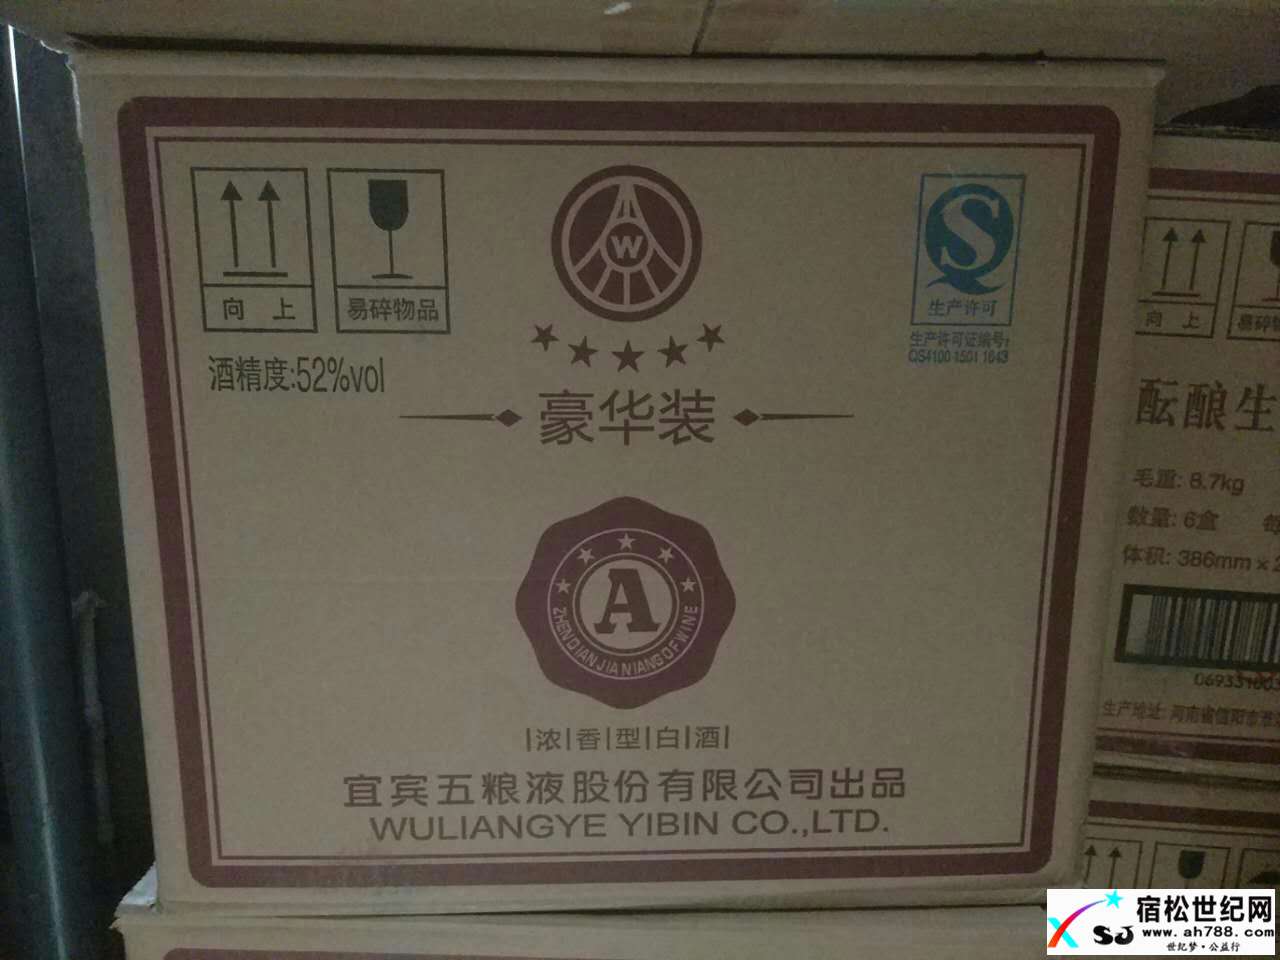 W
向 上
易碎物品
酒精度:52%vol
豪华装
S
生产许可
生产许可证编号:
QS4100 1501 1643
A
ZHENQIANJIANIANG OF WINE
|浓|香|型|白|酒|
宜宾五粮液股份有限公司出品
WULIANGYE YIBIN CO.,LTD.
向 上
易碎物
酝酿生
毛重: 8.7kg
数量: 6盒
体积: 386mm×2
生产地址: 河南省信阳市
宿松世纪网
www.ah788.com
世纪梦·公益行